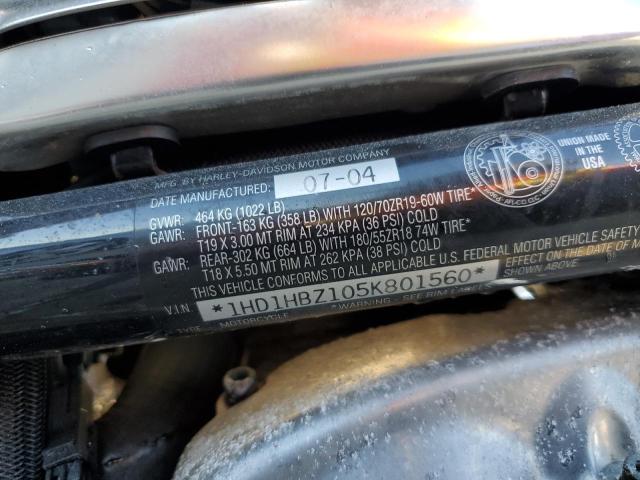 MFG. BY HARLEY-DAVIDSON MOTOR COMPANY
DATE MANUFACTURED: 07-04
GVWR: 464 KG (1022 LB)
GAWR: FRONT-163 KG (358 LB) WITH 120/70ZR19-60W TIRE*
T19 X 3.00 MT RIM AT 234 KPA (36 PSI) COLD
GAWR: REAR-302 KG (664 LB) WITH 180/55ZR18 74W TIRE*
T18 X 5.50 MT RIM AT 262 KPA (38 PSI) COLD
THIS VEHICLE CONFORMS TO ALL APPLICABLE U.S. FEDERAL MOTOR VEHICLE SAFETY
EFFECT ON THE DATE OF M
SHOWN ABOVE.
V.I.N. *1HD1HBZ105K801560*
TYPE MOTORCYCLE *WARNING - SEE RIM
UNION MADE
IN THE
USA